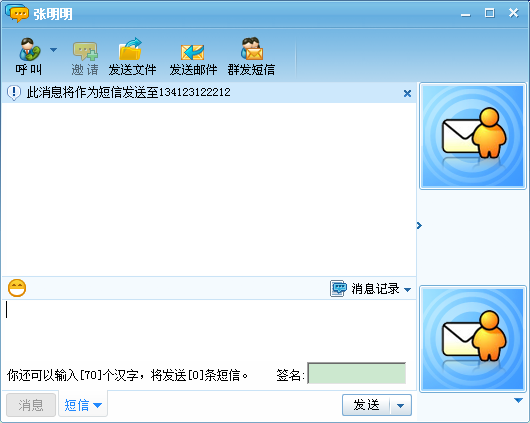 张明明
呼叫 邀请 发送文件 发送邮件 群发短信
此消息将作为短信发送至134123122212
消息记录
你还可以输入[70]个汉字，将发送[0]条短信。 签名:
消息 短信 发送